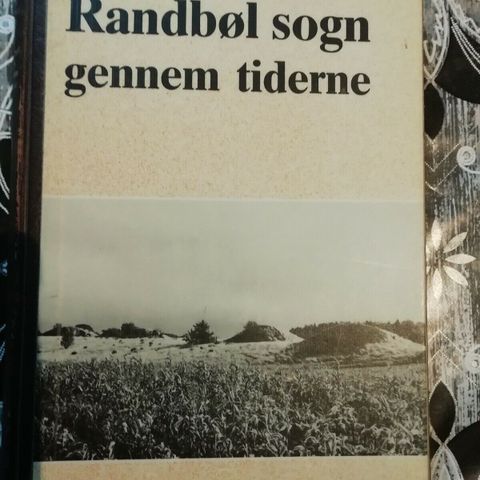 Randbøl sogn
gennem tiderne